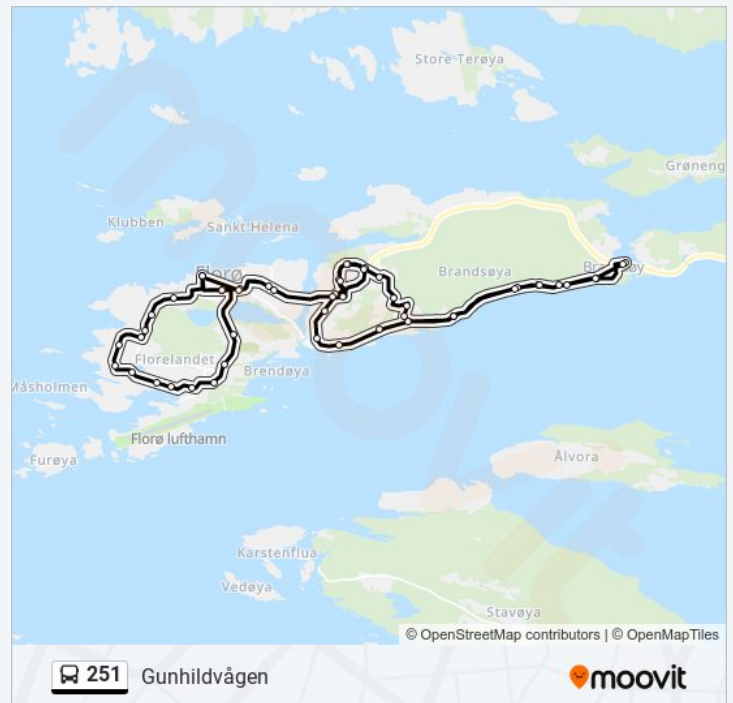 Store Terøya
Grøneng
Klubben
Sankt Helena
Florø
Brandsøya
Brandsøy
Florelandet
Brendøya
Måsholmen
Florø lufthamn
Furøya
Ålvora
Karstenflua
Vedøya
Stavøya
© OpenStreetMap contributors | © OpenMapTiles
251 Gunhildvågen
moovit